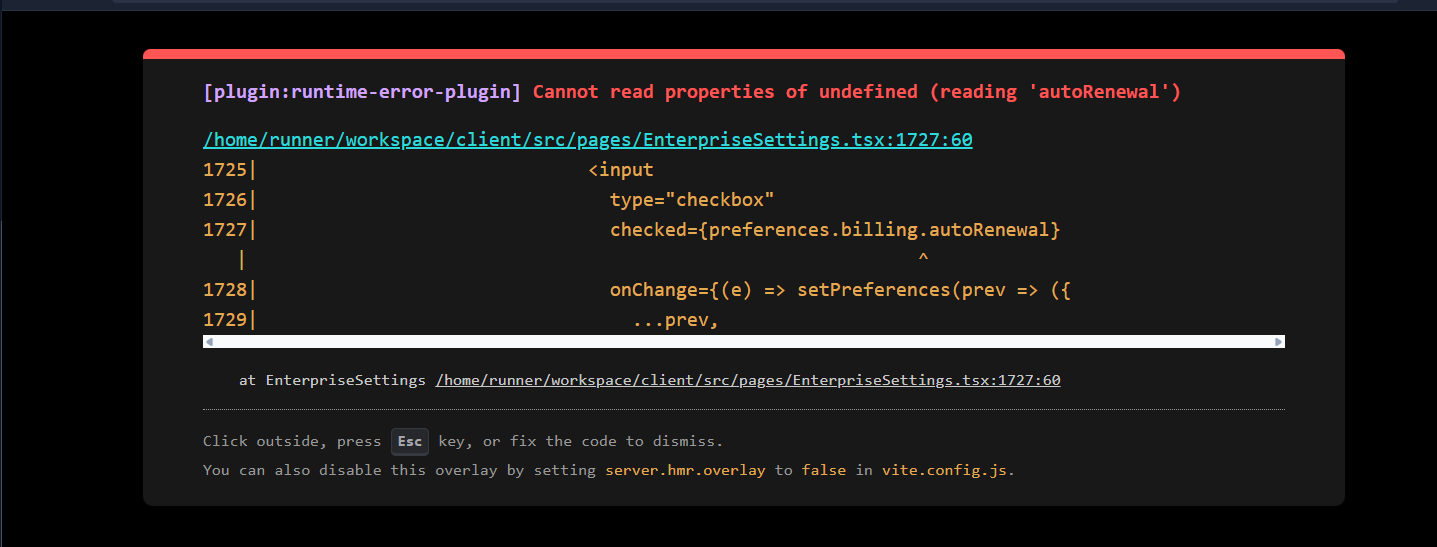 [plugin:runtime-error-plugin] Cannot read properties of undefined (reading 'autoRenewal')
/home/runner/workspace/client/src/pages/EnterpriseSettings.tsx:1727:60
1725|                              <input
1726|                                type="checkbox"
1727|                                checked={preferences.billing.autoRenewal}
   |                                                            ^
1728|                                onChange={(e) => setPreferences(prev => ({
1729|                                  ...prev,
at EnterpriseSettings /home/runner/workspace/client/src/pages/EnterpriseSettings.tsx:1727:60
Click outside, press Esc key, or fix the code to dismiss.
You can also disable this overlay by setting server.hmr.overlay to false in vite.config.js.